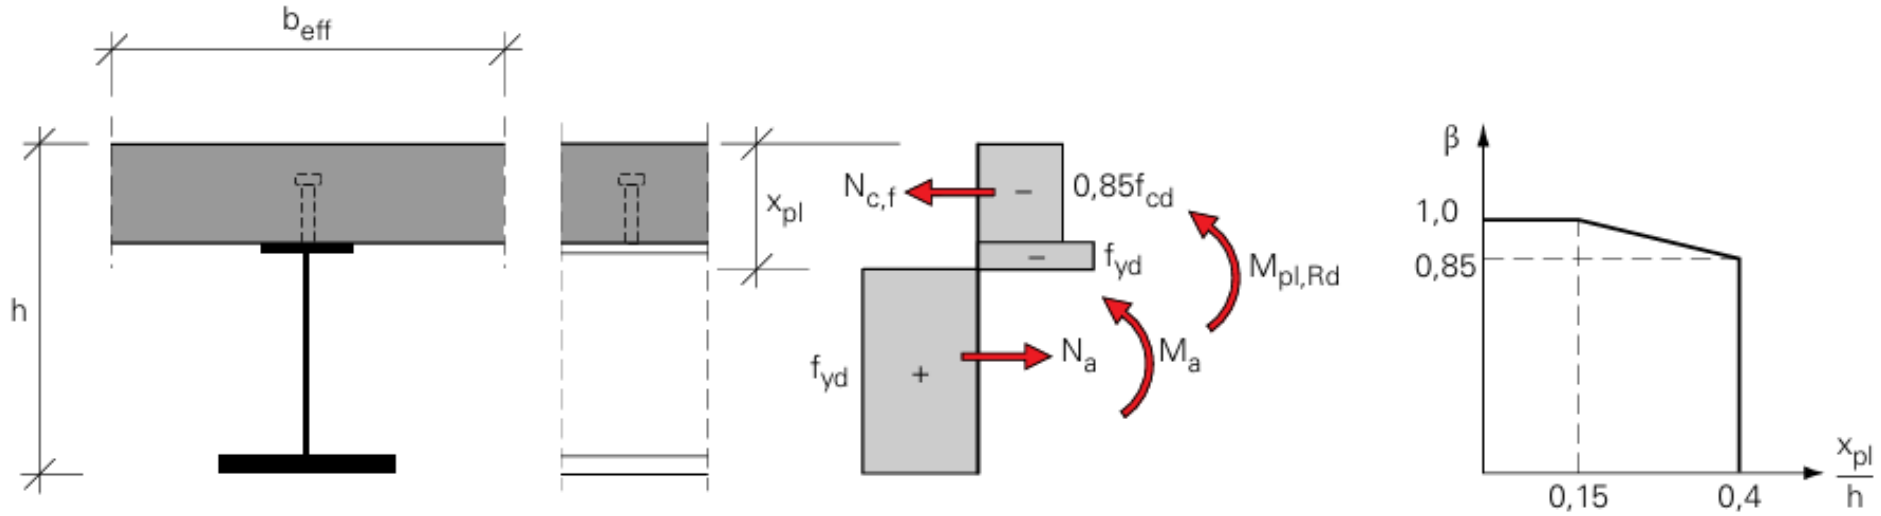 b_eff
h
x_pl
N_c,f
−
0,85f_cd
−
f_yd
M_pl,Rd
f_yd
+
N_a
M_a
β
1,0
0,85
0,15
0,4
x_pl
h